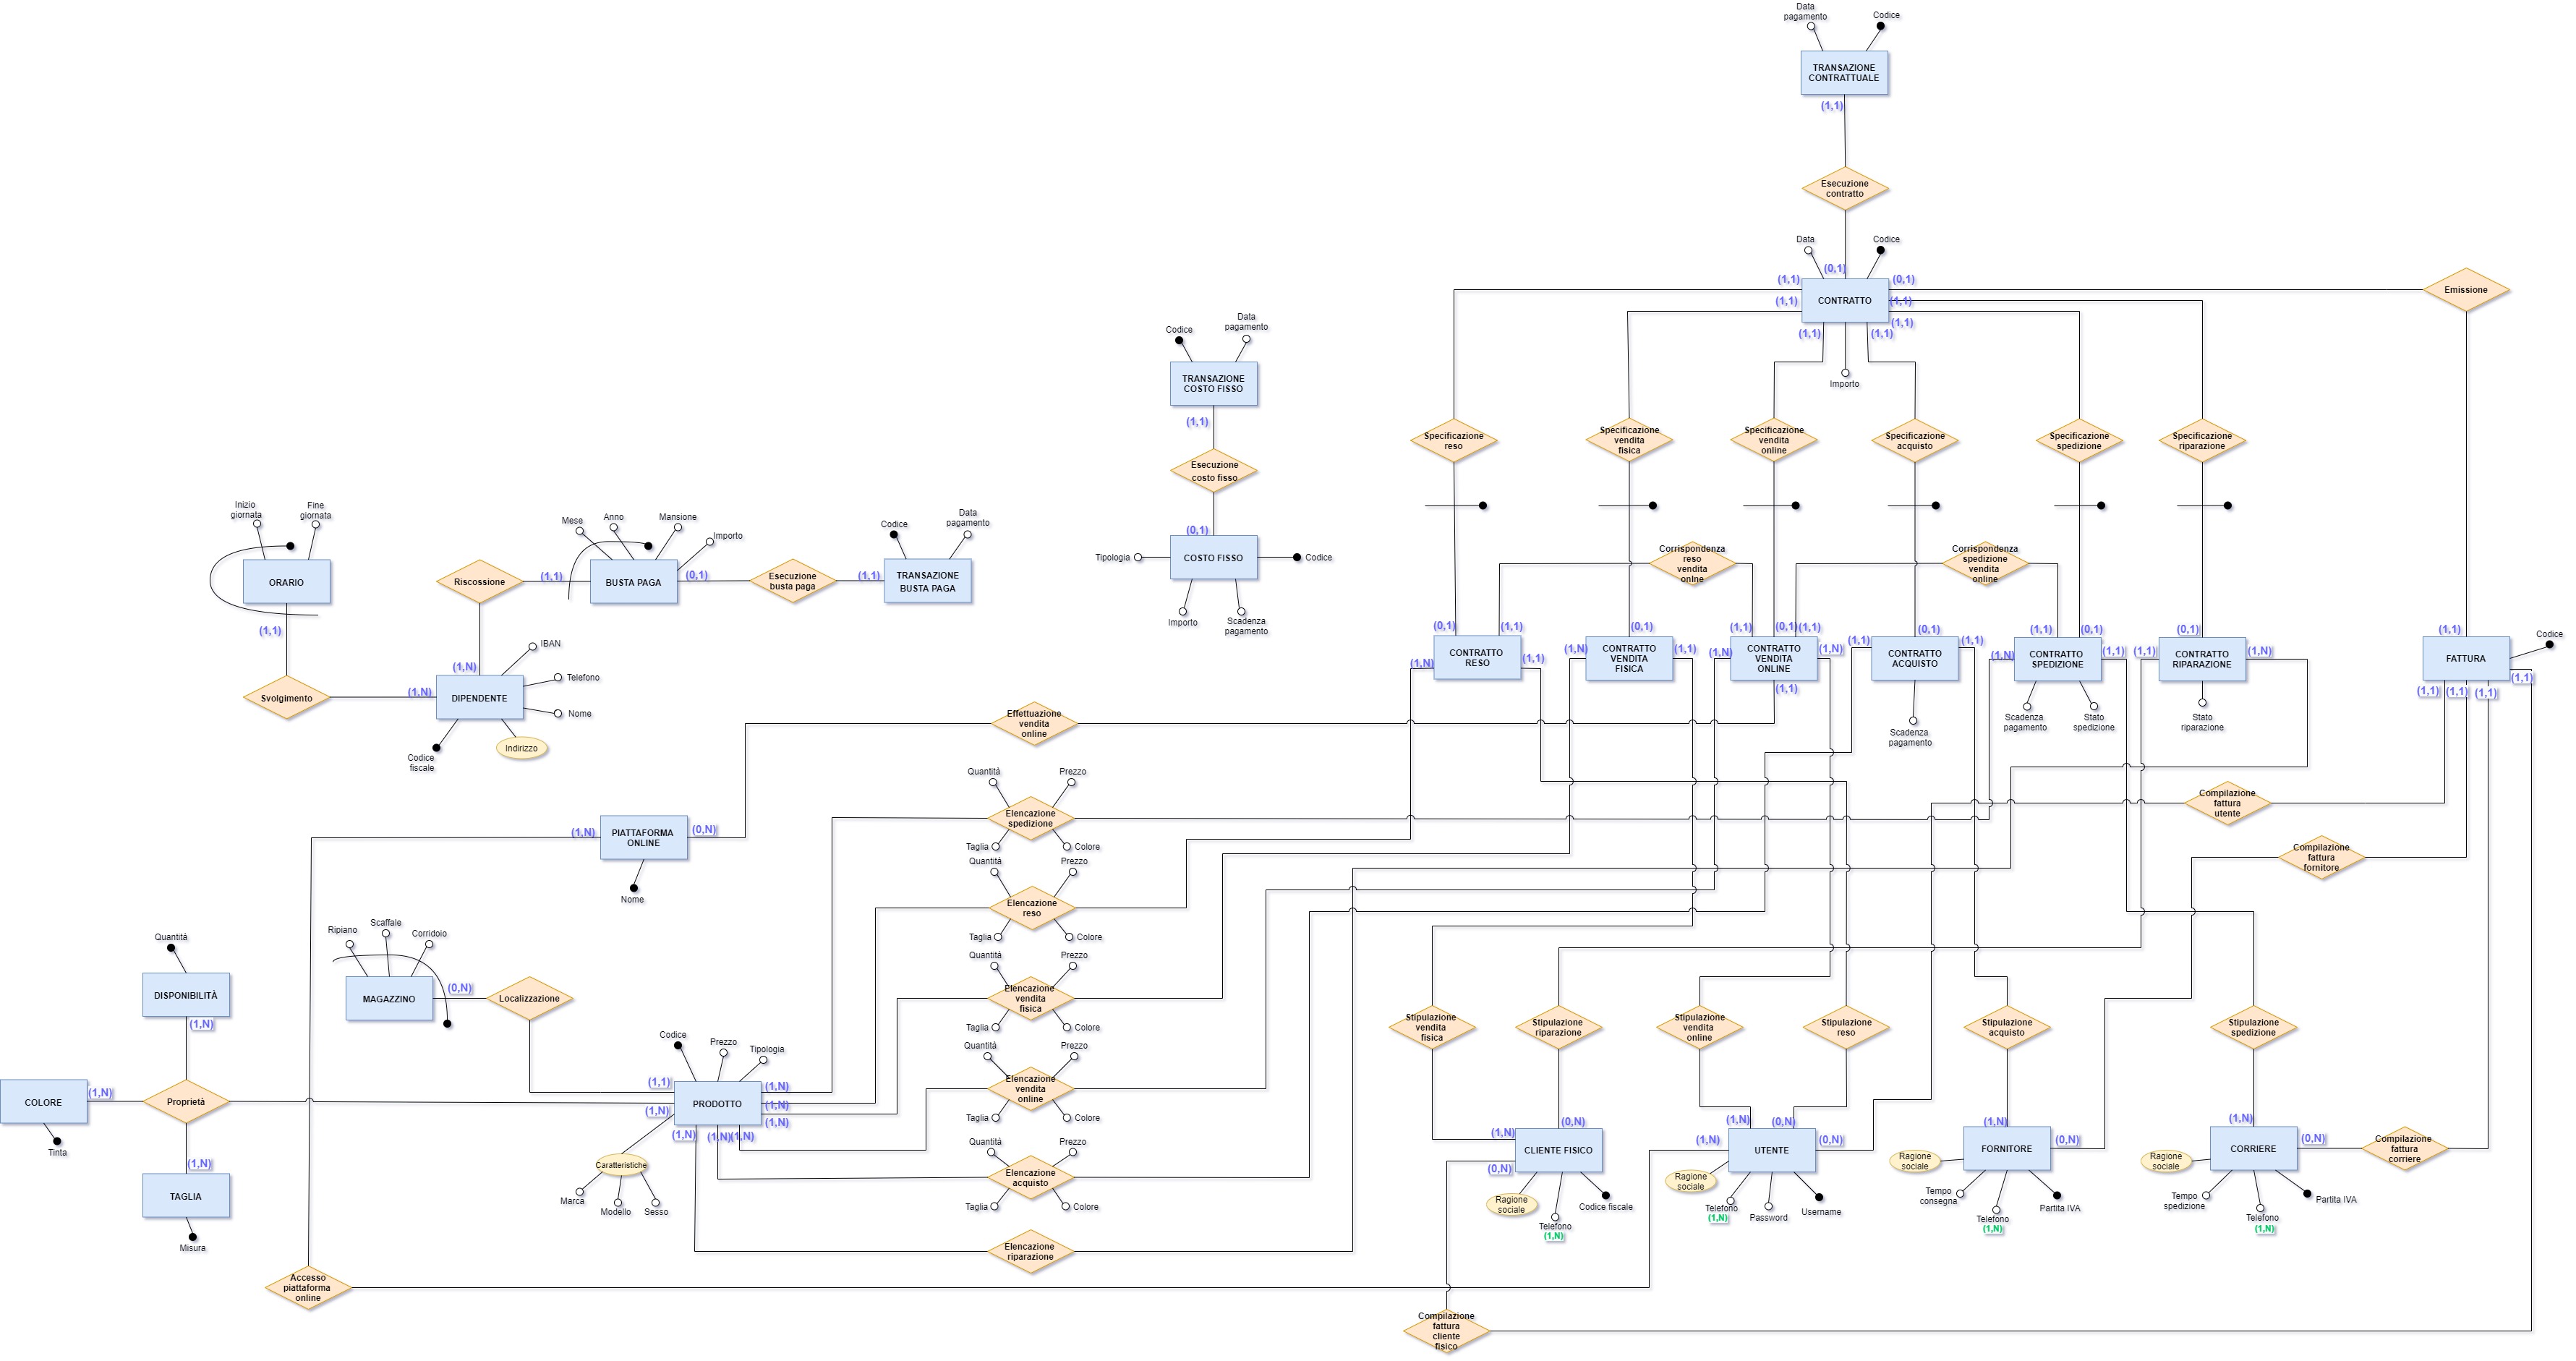 Data
pagamento
Codice
TRANSAZIONE
CONTRATTUALE
(1,1)
Esecuzione
contratto
Data
Codice
(0,1)
(1,1)
(0,1)
CONTRATTO
(1,1)
(1,1)
(1,1)
(1,1)
(1,1)
Importo
Emissione
Codice
Data
pagamento
TRANSAZIONE
COSTO FISSO
(1,1)
Esecuzione
costo fisso
(0,1)
COSTO FISSO
Tipologia
Codice
Importo
Scadenza
pagamento
Specificazione
reso
Specificazione
vendita
fisica
Specificazione
vendita
online
Specificazione
acquisto
Specificazione
spedizione
Specificazione
riparazione
Inizio
giornata
Fine
giornata
ORARIO
(1,1)
Svolgimento
(1,N)
Riscossione
(1,1)
(1,N)
Mese
Anno
Mansione
Importo
BUSTA PAGA
(0,1)
Esecuzione
busta paga
(1,1)
Codice
Data
pagamento
TRANSAZIONE
BUSTA PAGA
DIPENDENTE
IBAN
Telefono
Nome
Indirizzo
Codice
fiscale
Corrispondenza
reso
vendita
onlne
Corrispondenza
spedizione
vendita
online
(0,1)
(1,1)
CONTRATTO
RESO
(1,N)
(1,1)
(0,1)
(1,N)
(1,1)
CONTRATTO
VENDITA
FISICA
(1,1)
(0,1)
(1,1)
(1,N)
(1,N)
CONTRATTO
VENDITA
ONLINE
(1,1)
(0,1)
(1,1)
(1,1)
CONTRATTO
ACQUISTO
Scadenza
pagamento
(1,1)
(0,1)
(1,N)
(1,1)
CONTRATTO
SPEDIZIONE
Scadenza
pagamento
Stato
spedizione
(0,1)
(1,1)
(1,N)
CONTRATTO
RIPARAZIONE
Stato
riparazione
(1,1)
Codice
FATTURA
(1,1)
(1,1)
(1,1)
(1,1)
Effettuazione
vendita
online
(1,N)
PIATTAFORMA
ONLINE
(0,N)
Nome
Quantità
Prezzo
Elencazione
spedizione
Taglia
Colore
Quantità
Prezzo
Elencazione
reso
Taglia
Colore
Quantità
Prezzo
Elencazione
vendita
fisica
Taglia
Colore
Quantità
Prezzo
Elencazione
vendita
online
Taglia
Colore
Quantità
Prezzo
Elencazione
acquisto
Taglia
Colore
Elencazione
riparazione
Compilazione
fattura
utente
Compilazione
fattura
fornitore
Quantità
DISPONIBILITÀ
(1,N)
Ripiano
Scaffale
Corridoio
MAGAZZINO
(0,N)
Localizzazione
COLORE
(1,N)
Proprietà
Tinta
(1,N)
TAGLIA
Misura
Codice
Prezzo
Tipologia
(1,1)
(1,N)
PRODOTTO
(1,N)
(1,N)
(1,N)
(1,N)
(1,N)
(1,N)
Caratteristiche
Marca
Modello
Sesso
Accesso
piattaforma
online
Stipulazione
vendita
fisica
Stipulazione
riparazione
Stipulazione
vendita
online
Stipulazione
reso
Stipulazione
acquisto
Stipulazione
spedizione
(1,N)
(0,N)
CLIENTE FISICO
(0,N)
Ragione
sociale
Telefono
(1,N)
Codice fiscale
(1,N)
(0,N)
(1,N)
UTENTE
(0,N)
Ragione
sociale
Telefono
(1,N)
Password
Username
(1,N)
FORNITORE
(0,N)
Ragione
sociale
Tempo
consegna
Telefono
(1,N)
Partita IVA
(1,N)
CORRIERE
(0,N)
Ragione
sociale
Tempo
spedizione
Telefono
(1,N)
Partita IVA
Compilazione
fattura
corriere
Compilazione
fattura
cliente
fisico